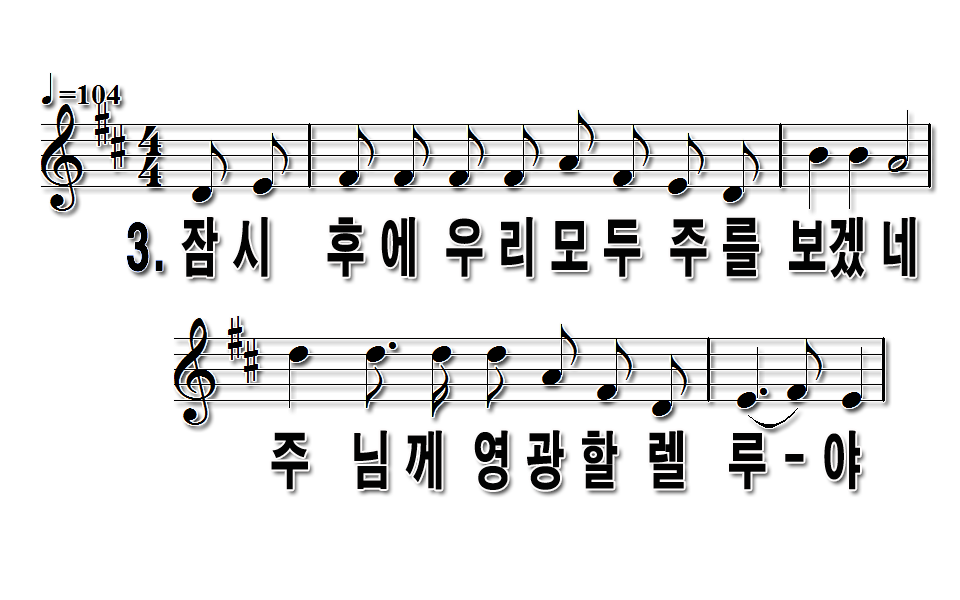 ♩=104
3. 잠시 후에 우리모두 주를 보겠네
주 님께 영광할 렐 루-야